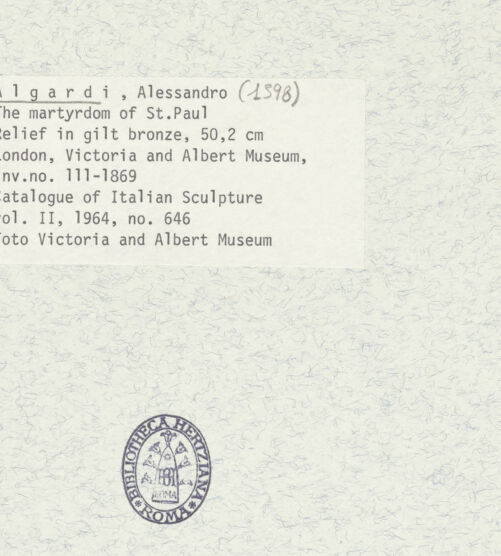 Algardi, Alessandro (1598)
The martyrdom of St.Paul
Relief in gilt bronze, 50,2 cm
London, Victoria and Albert Museum,
Inv.no. 111-1869
Catalogue of Italian Sculpture
vol. II, 1964, no. 646
Foto Victoria and Albert Museum
BIBLIOTHECA HERTZIANA
ROMA
ROMA